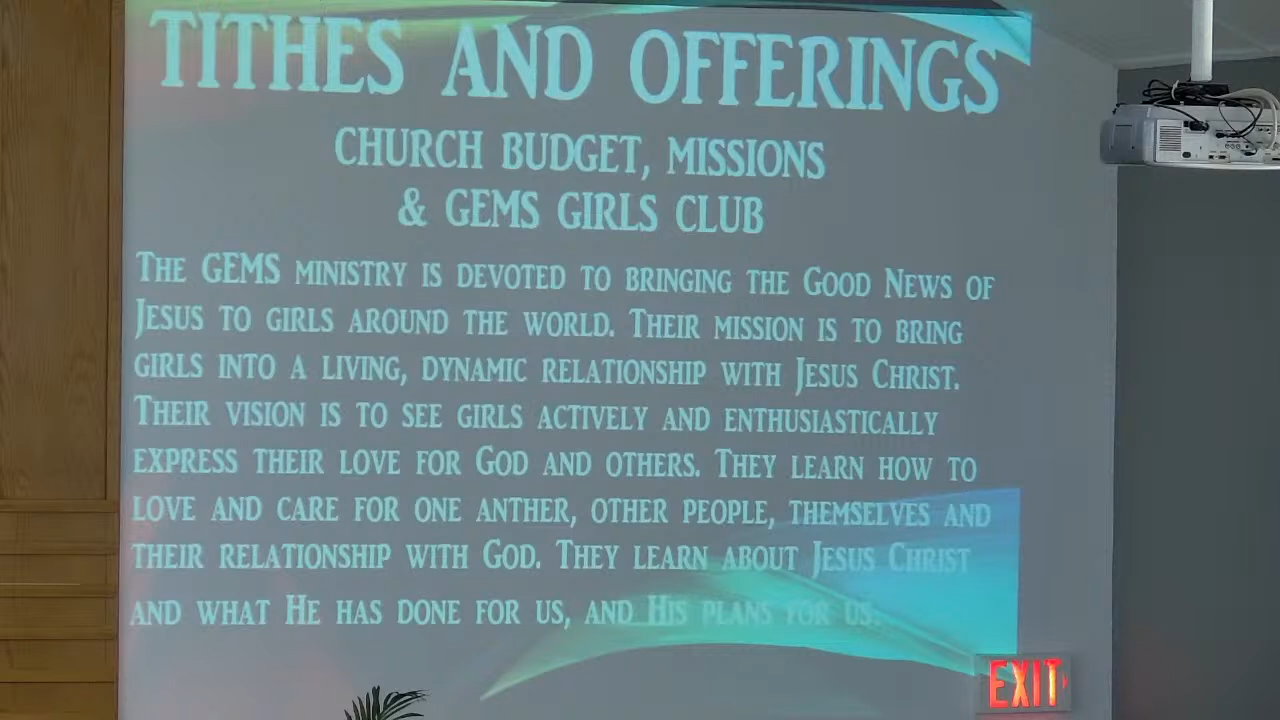 TITHES AND OFFERINGS
CHURCH BUDGET, MISSIONS
& GEMS GIRLS CLUB
THE GEMS MINISTRY IS DEVOTED TO BRINGING THE GOOD NEWS OF
JESUS TO GIRLS AROUND THE WORLD. THEIR MISSION IS TO BRING
GIRLS INTO A LIVING, DYNAMIC RELATIONSHIP WITH JESUS CHRIST.
THEIR VISION IS TO SEE GIRLS ACTIVELY AND ENTHUSIASTICALLY
EXPRESS THEIR LOVE FOR GOD AND OTHERS. THEY LEARN HOW TO
LOVE AND CARE FOR ONE ANTHER, OTHER PEOPLE, THEMSELVES AND
THEIR RELATIONSHIP WITH GOD. THEY LEARN ABOUT JESUS CHRIST
AND WHAT HE HAS DONE FOR US, AND HIS PLANS FOR US.
EXIT